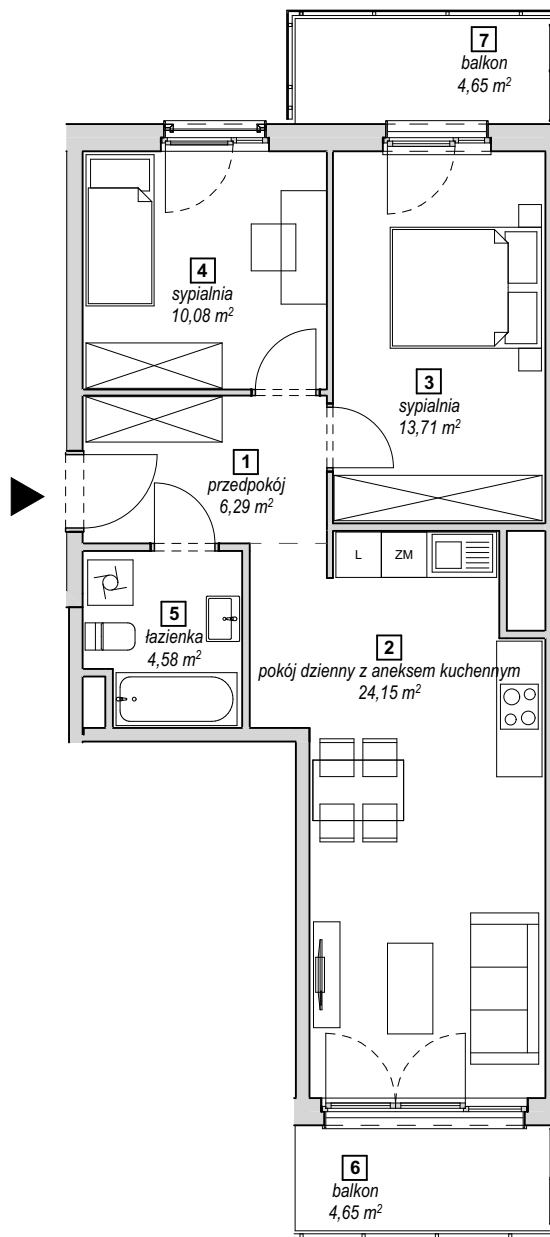 7
balkon
4,65 m²
4
sypialnia
10,08 m²
3
sypialnia
13,71 m²
1
przedpokój
6,29 m²
L
ZM
5
łazienka
4,58 m²
2
pokój dzienny z aneksem kuchennym
24,15 m²
6
balkon
4,65 m²